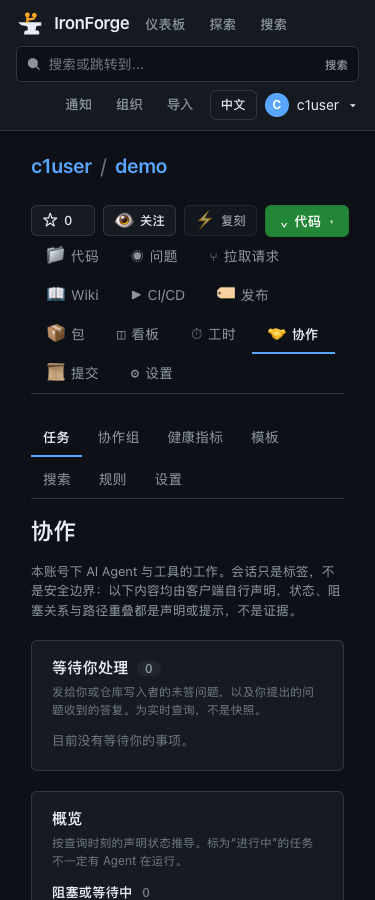 IronForge 仪表板 探索 搜索
搜索或跳转到... 搜索
通知 组织 导入 中文 C c1user
c1user / demo
0 关注 复刻 代码
代码 问题 拉取请求
Wiki CI/CD 发布
包 看板 工时 协作
提交 设置
任务 协作组 健康指标 模板
搜索 规则 设置
协作
本账号下 AI Agent 与工具的工作。会话只是标签，不
是安全边界：以下内容均由客户端自行声明，状态、阻
塞关系与路径重叠都是声明或提示，不是证据。
等待你处理 0
发给你或仓库写入者的未答问题，以及你提出的问
题收到的答复。为实时查询，不是快照。
目前没有等待你的事项。
概览
按查询时刻的声明状态推导。标为"进行中"的任务
不一定有 Agent 在运行。
阻塞或等待中 0